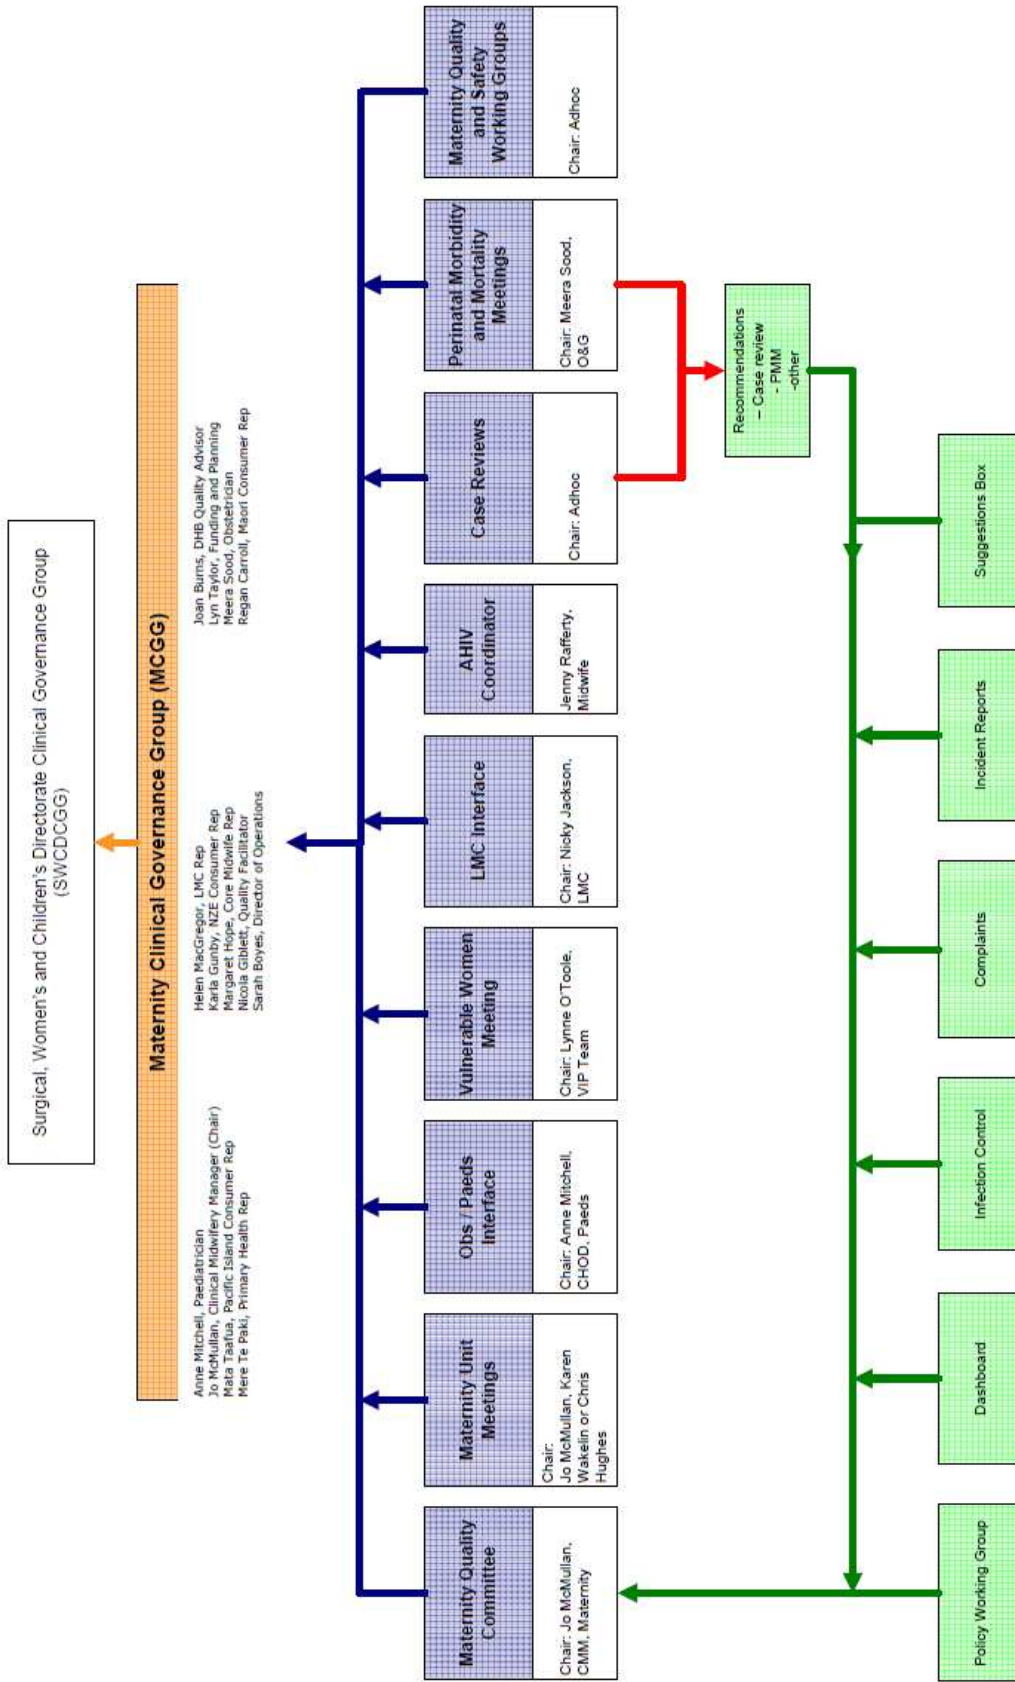 Surgical, Women's and Children's Directorate Clinical Governance Group
(SWCDCGG)
Maternity Clinical Governance Group (MCGG)
Anne Mitchell, Paediatrician
Jo McMullan, Clinical Midwifery Manager (Chair)
Mata Taafua, Pacific Island Consumer Rep
Mere Te Paki, Primary Health Rep
Helen MacGregor, LMC Rep
Karla Gunby, NZE Consumer Rep
Margaret Hope, Core Midwife Rep
Nicola Giblett, Quality Facilitator
Sarah Boyes, Director of Operations
Joan Burns, DHB Quality Advisor
Lyn Taylor, Funding and Planning
Meera Sood, Obstetrician
Regan Carroll, Maori Consumer Rep
Maternity Quality
Committee
Chair: Jo McMullan,
CMM, Maternity
Maternity Unit
Meetings
Chair:
Jo McMullan, Karen
Wakelin or Chris
Hughes
Obs / Paeds
Interface
Chair: Anne Mitchell,
CHOD, Paeds
Vulnerable Women
Meeting
Chair: Lynne O'Toole,
VIP Team
LMC Interface
Chair: Nicky Jackson,
LMC
AHIV
Coordinator
Jenny Rafferty,
Midwife
Case Reviews
Chair: Adhoc
Perinatal Morbidity
and Mortality
Meetings
Chair: Meera Sood,
O&G
Maternity Quality
and Safety
Working Groups
Chair: Adhoc
Recommendations
– Case review
- PMM
-other
Policy Working Group
Dashboard
Infection Control
Complaints
Incident Reports
Suggestions Box